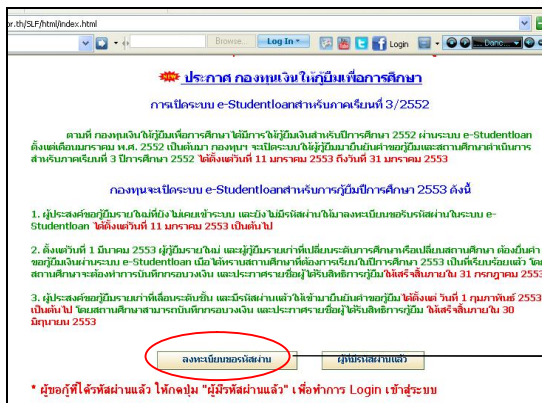 or.th/SLF/html/index.html
Browse... Log In Login Danc...
ประกาศ กองทุนเงินให้กู้ยืมเพื่อการศึกษา
การเปิดระบบ e-Studentloanสำหรับภาคเรียนที่ 3/2552
ตามที่ กองทุนเงินให้กู้ยืมเพื่อการศึกษาได้มีการให้กู้ยืมเงินสำหรับปีการศึกษา 2552 ผ่านระบบ e-Studentloan
ตั้งแต่เดือนมกราคม พ.ศ. 2552 เป็นต้นมา กองทุนฯ จะเปิดระบบให้ผู้กู้ยืมมายืนยันคำขอกู้ยืมและสถานศึกษาดำเนินการ
สำหรับภาคเรียนที่ 3 ปีการศึกษา 2552 ได้ตั้งแต่วันที่ 11 มกราคม 2553 ถึงวันที่ 31 มกราคม 2553
กองทุนจะเปิดระบบ e-Studentloanสำหรับการกู้ยืมปีการศึกษา 2553 ดังนี้
1. ผู้ประสงค์ขอกู้ยืมรายใหม่ที่ยังไม่เคยเข้าระบบ และยังไม่มีรหัสผ่านให้มาลงทะเบียนขอรับรหัสผ่านในระบบ e-
Studentloan ได้ตั้งแต่วันที่ 11 มกราคม 2553 เป็นต้นไป
2. ตั้งแต่วันที่ 1 มีนาคม 2553 ผู้กู้ยืมรายใหม่ และผู้กู้ยืมรายเก่าที่เปลี่ยนระดับการศึกษาหรือเปลี่ยนสถานศึกษา ต้องยื่นคำ
ขอกู้ยืมเงินผ่านระบบ e-Studentloan เมื่อได้ทราบสถานศึกษาที่ต้องการเรียนในปีการศึกษา 2553 เป็นที่เรียบร้อยแล้ว โดย
สถานศึกษาจะต้องทำการบันทึกกรอบวงเงิน และประกาศรายชื่อผู้ได้รับสิทธิการกู้ยืม ให้เสร็จสิ้นภายใน 31 กรกฎาคม 2553
3. ผู้ประสงค์ขอกู้ยืมรายเก่าที่เลื่อนระดับชั้น และมีรหัสผ่านแล้วให้เข้ามายืนยันคำขอกู้ยืม ได้ตั้งแต่ วันที่ 1 กุมภาพันธ์ 2553
เป็นต้นไป โดยสถานศึกษาสามารถบันทึกกรอบวงเงิน และประกาศรายชื่อผู้ได้รับสิทธิการกู้ยืม ให้เสร็จสิ้นภายใน 30
มิถุนายน 2553
ลงทะเบียนขอรหัสผ่าน ผู้ที่มีรหัสผ่านแล้ว
* ผู้ขอกู้ที่ได้รหัสผ่านแล้ว ให้กดปุ่ม "ผู้มีรหัสผ่านแล้ว" เพื่อทำการ Login เข้าสู่ระบบ